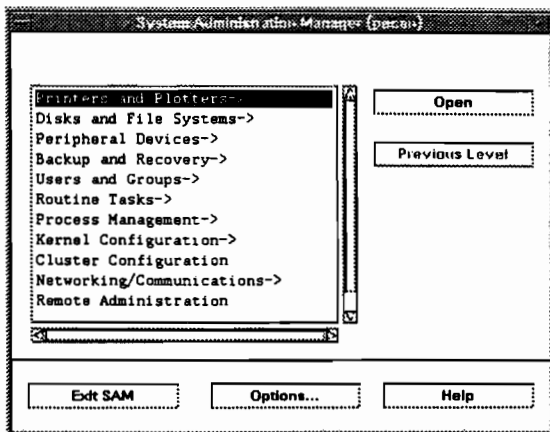 System Administration Manager (pecan)
Printers and Plotters->
Open
Disks and File Systems->
Peripheral Devices->
Previous Level
Backup and Recovery->
Users and Groups->
Routine Tasks->
Process Management->
Kernel Configuration->
Cluster Configuration
Networking/Communications->
Remote Administration
Exit SAM
Options...
Help